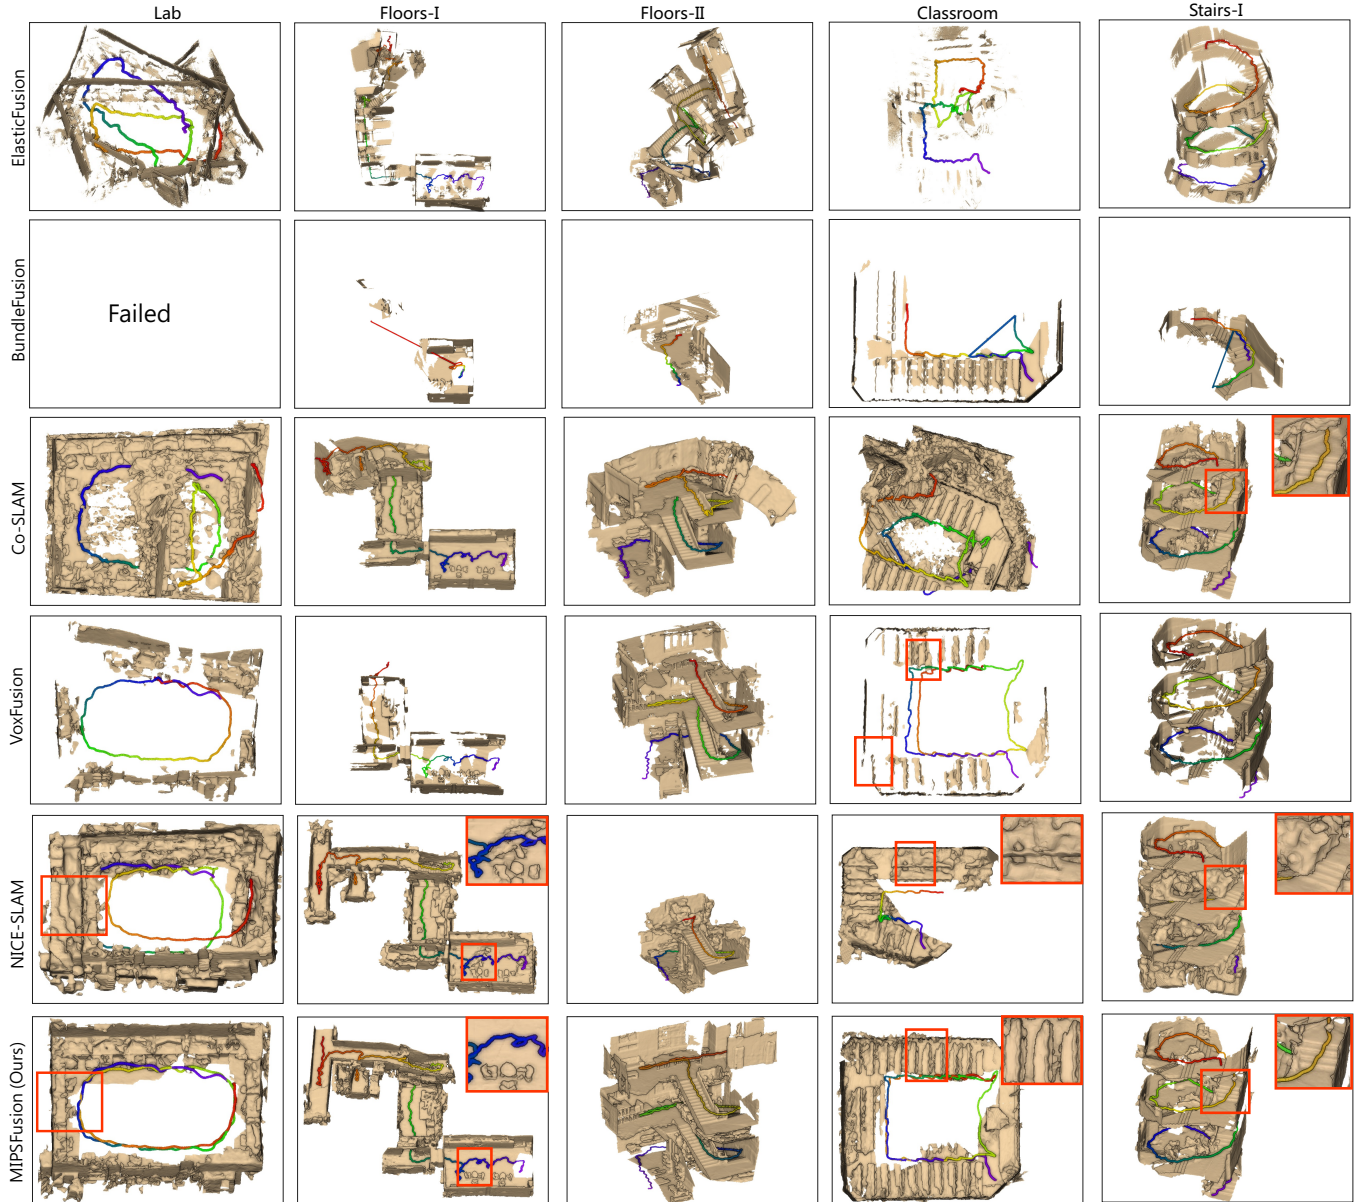 Lab Floors-I Floors-II Classroom Stairs-I
ElasticFusion
BundleFusion
Failed
Co-SLAM
VoxFusion
NICE-SLAM
MIPSFusion (Ours)